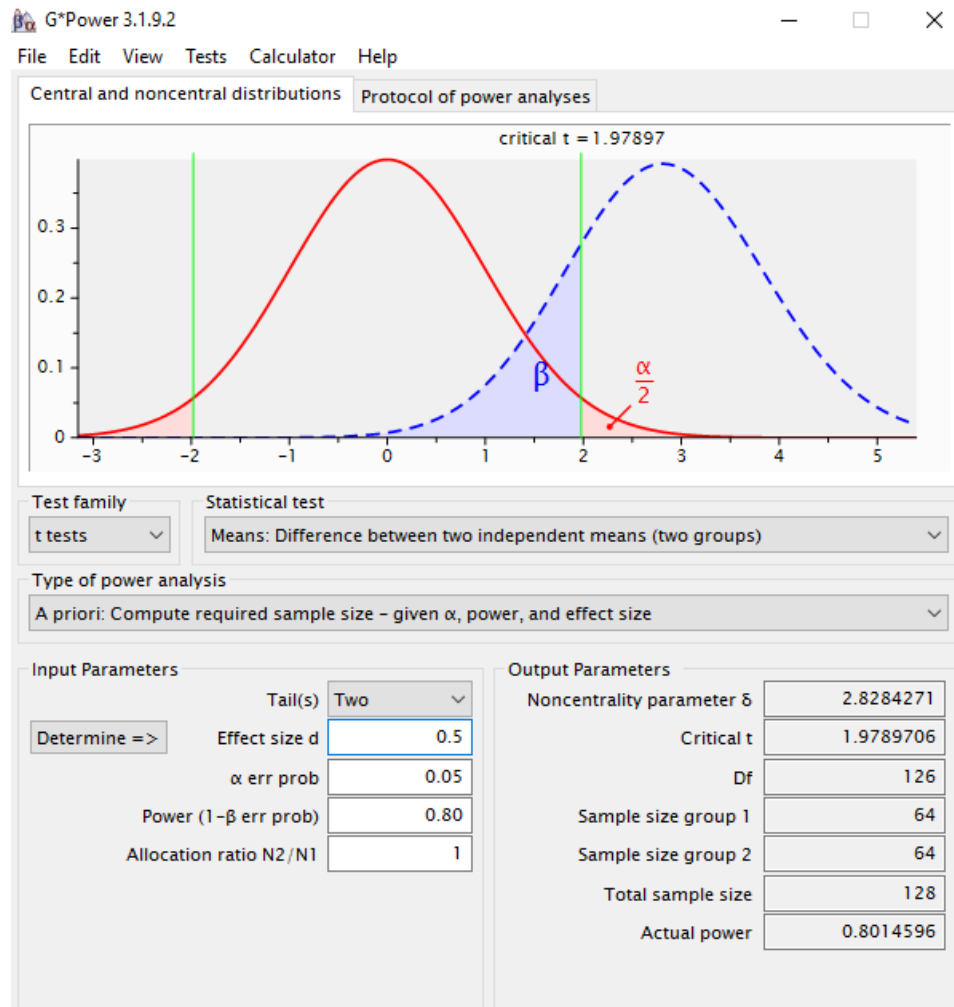 G*Power 3.1.9.2
File Edit View Tests Calculator Help
Central and noncentral distributions Protocol of power analyses
critical t = 1.97897
0.3
0.2
0.1
0
β
α
2
-3 -2 -1 0 1 2 3 4 5
Test family
t tests
Statistical test
Means: Difference between two independent means (two groups)
Type of power analysis
A priori: Compute required sample size - given α, power, and effect size
Input Parameters
Tail(s) Two
Determine => Effect size d 0.5
α err prob 0.05
Power (1-β err prob) 0.80
Allocation ratio N2/N1 1
Output Parameters
Noncentrality parameter δ 2.8284271
Critical t 1.9789706
Df 126
Sample size group 1 64
Sample size group 2 64
Total sample size 128
Actual power 0.8014596